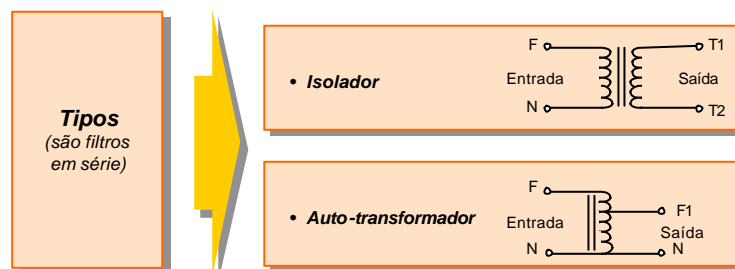 Tipos
(são filtros
em série)
• Isolador
F
T1
Entrada
Saída
N
T2
• Auto-transformador
F
F1
Entrada
Saída
N
N